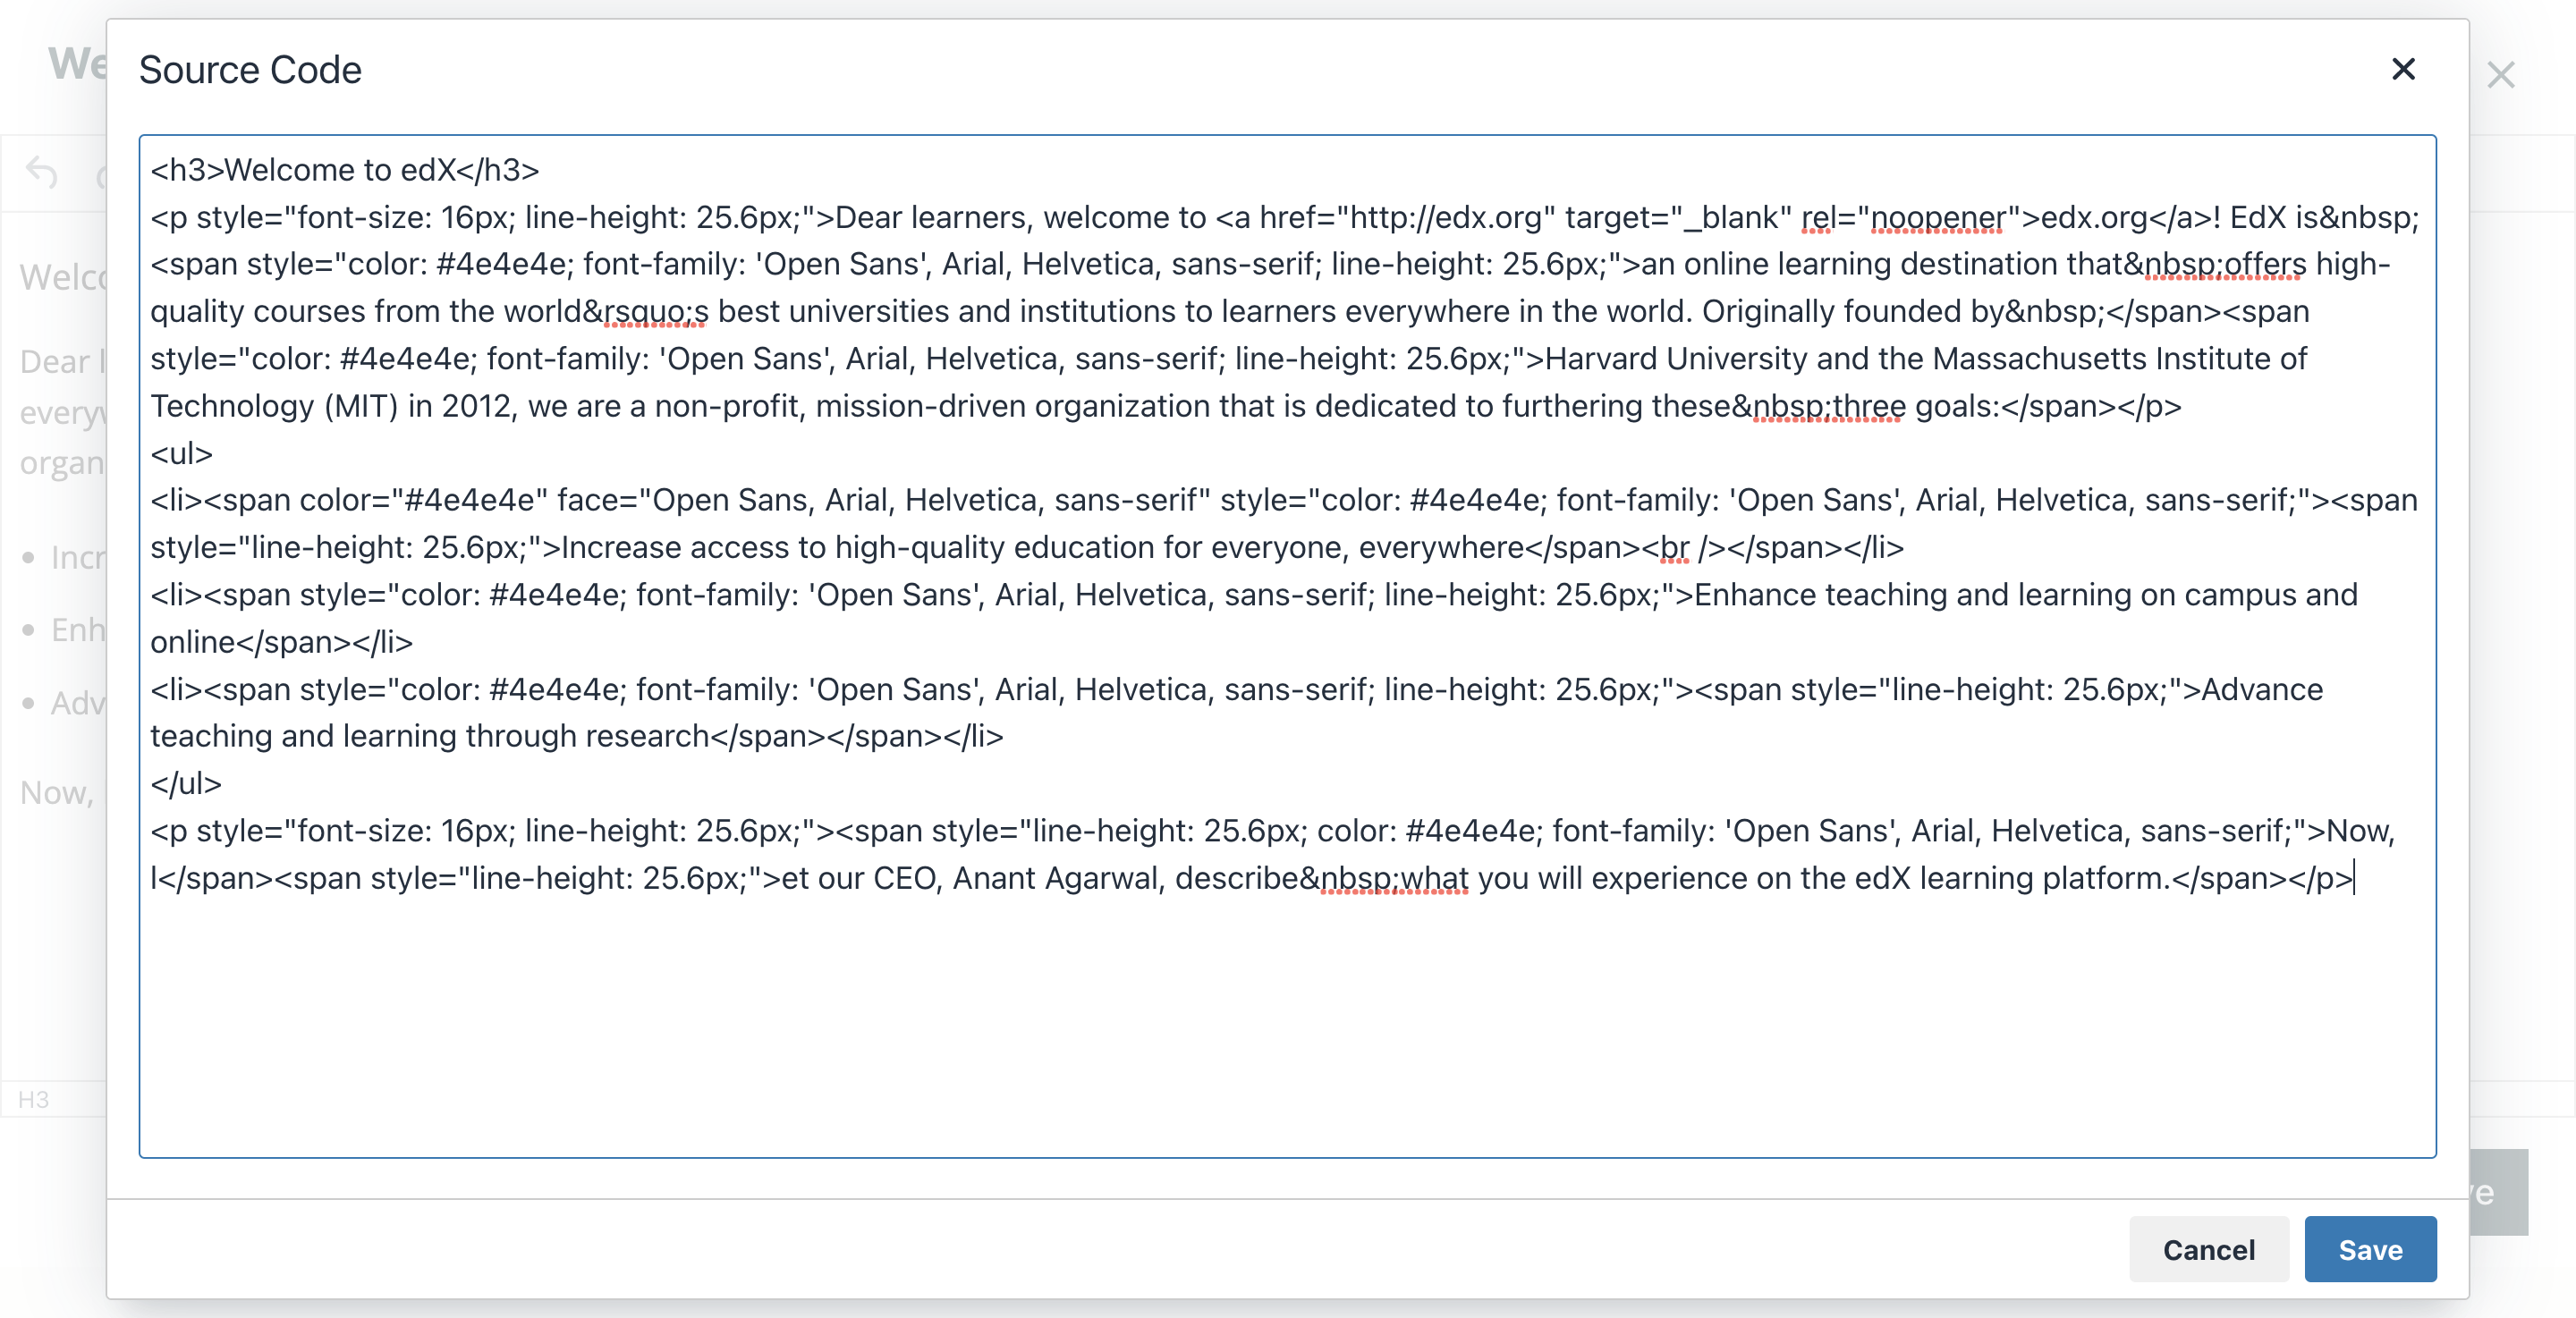 We
Source Code
<h3>Welcome to edX</h3>
<p style="font-size: 16px; line-height: 25.6px;">Dear learners, welcome to <a href="http://edx.org" target="_blank" rel="noopener">edx.org</a>! EdX is&nbsp;
<span style="color: #4e4e4e; font-family: 'Open Sans', Arial, Helvetica, sans-serif; line-height: 25.6px;">an online learning destination that&nbsp;offers high-
quality courses from the world&rsquo;s best universities and institutions to learners everywhere in the world. Originally founded by&nbsp;</span><span
style="color: #4e4e4e; font-family: 'Open Sans', Arial, Helvetica, sans-serif; line-height: 25.6px;">Harvard University and the Massachusetts Institute of
Technology (MIT) in 2012, we are a non-profit, mission-driven organization that is dedicated to furthering these&nbsp;three goals:</span></p>
<ul>
<li><span color="#4e4e4e" face="Open Sans, Arial, Helvetica, sans-serif" style="color: #4e4e4e; font-family: 'Open Sans', Arial, Helvetica, sans-serif;"><span
style="line-height: 25.6px;">Increase access to high-quality education for everyone, everywhere</span><br /></span></li>
<li><span style="color: #4e4e4e; font-family: 'Open Sans', Arial, Helvetica, sans-serif; line-height: 25.6px;">Enhance teaching and learning on campus and
online</span></li>
<li><span style="color: #4e4e4e; font-family: 'Open Sans', Arial, Helvetica, sans-serif; line-height: 25.6px;"><span style="line-height: 25.6px;">Advance
teaching and learning through research</span></span></li>
</ul>
<p style="font-size: 16px; line-height: 25.6px;"><span style="line-height: 25.6px; color: #4e4e4e; font-family: 'Open Sans', Arial, Helvetica, sans-serif;">Now,
l</span><span style="line-height: 25.6px;">et our CEO, Anant Agarwal, describe&nbsp;what you will experience on the edX learning platform.</span></p>
Welc
Dear l
every
organ
• Incr
• Enh
• Adv
Now,
H3
Cancel
Save